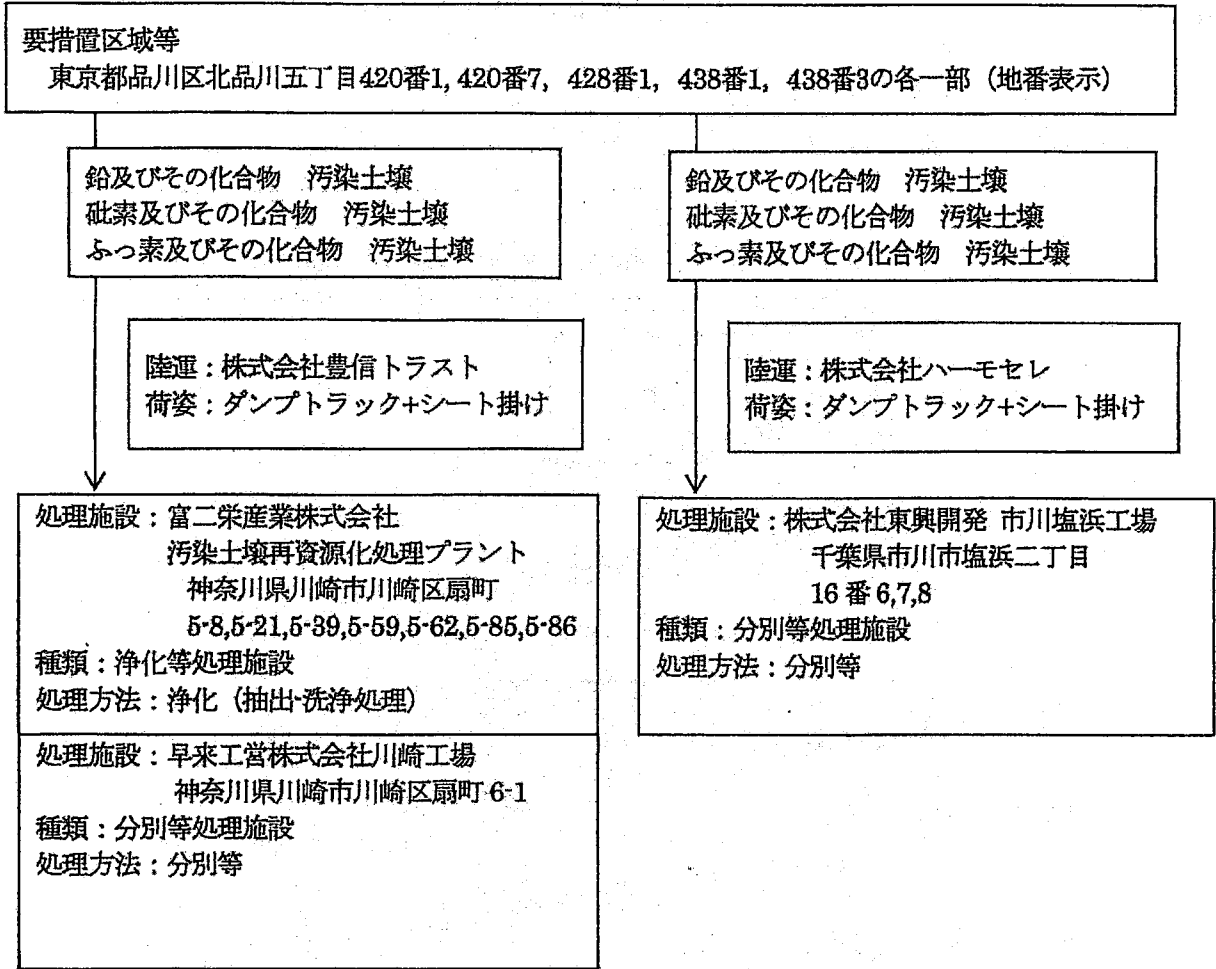 要措置区域等
東京都品川区北品川五丁目420番1, 420番7, 428番1, 438番1, 438番3の各一部（地番表示）
鉛及びその化合物　汚染土壌
砒素及びその化合物　汚染土壌
ふっ素及びその化合物　汚染土壌
陸運：株式会社豊信トラスト
荷姿：ダンプトラック+シート掛け
処理施設：富二栄産業株式会社
汚染土壌再資源化処理プラント
神奈川県川崎市川崎区扇町
5-8,5-21,5-39,5-59,5-62,5-85,5-86
種類：浄化等処理施設
処理方法：浄化（抽出-洗浄処理）
処理施設：早来工営株式会社川崎工場
神奈川県川崎市川崎区扇町 6-1
種類：分別等処理施設
処理方法：分別等
鉛及びその化合物　汚染土壌
砒素及びその化合物　汚染土壌
ふっ素及びその化合物　汚染土壌
陸運：株式会社ハーモセレ
荷姿：ダンプトラック+シート掛け
処理施設：株式会社東興開発 市川塩浜工場
千葉県市川市塩浜二丁目
16 番 6,7,8
種類：分別等処理施設
処理方法：分別等